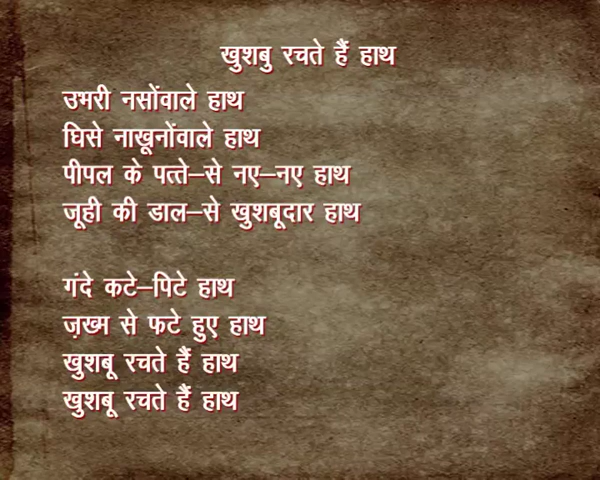 खुशबु रचते हैं हाथ
उभरी नसोंवाले हाथ
घिसे नाखूनोंवाले हाथ
पीपल के पत्ते–से नए–नए हाथ
जूही की डाल–से खुशबूदार हाथ
गंदे कटे–पिटे हाथ
ज़ख्म से फटे हुए हाथ
खुशबू रचते हैं हाथ
खुशबू रचते हैं हाथ